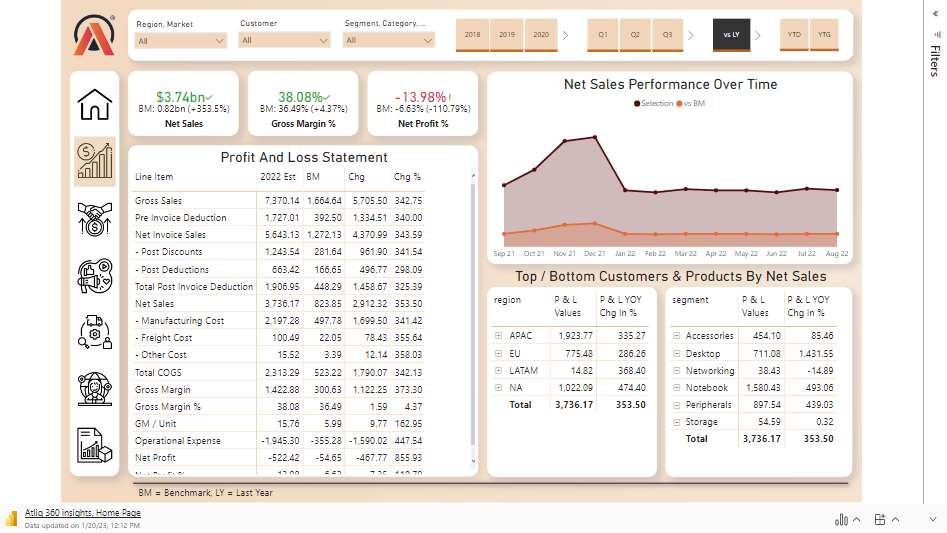 Region, Market
Customer
Segment, Category, ...
All
All
All
2018 2019 2020
Q1 Q2 Q3
vs LY
YTD YTG
Filters
$3.74bn
BM: 0.82bn (+353.5%)
Net Sales
38.08%
BM: 36.49% (+4.37%)
Gross Margin %
-13.98%!
BM: -6.63% (-110.79%)
Net Profit %
Profit And Loss Statement
Line Item 2022 Est BM Chg Chg %
Gross Sales 7,370.14 1,664.64 5,705.50 342.75
Pre Invoice Deduction 1,727.01 392.50 1,334.51 340.00
Net Invoice Sales 5,643.13 1,272.13 4,370.99 343.59
- Post Discounts 1,243.54 281.64 961.90 341.54
- Post Deductions 663.42 166.65 496.77 298.09
Total Post Invoice Deduction 1,906.95 448.29 1,458.67 325.39
Net Sales 3,736.17 823.85 2,912.32 353.50
- Manufacturing Cost 2,197.28 497.78 1,699.50 341.42
- Freight Cost 100.49 22.05 78.43 355.64
- Other Cost 15.52 3.39 12.14 358.03
Total COGS 2,313.29 523.22 1,790.07 342.13
Gross Margin 1,422.88 300.63 1,122.25 373.30
Gross Margin % 38.08 36.49 1.59 4.37
GM / Unit 15.76 5.99 9.77 162.95
Operational Expense -1,945.30 -355.28 -1,590.02 447.54
Net Profit -522.42 -54.65 -467.77 855.93
Net Sales Performance Over Time
Selection vs BM
Sep 21 Oct 21 Nov 21 Dec 21 Jan 22 Feb 22 Mar 22 Apr 22 May 22 Jun 22 Jul 22 Aug 22
Top / Bottom Customers & Products By Net Sales
region P & L Values P & L YOY Chg In %
APAC 1,923.77 335.27
EU 775.48 286.26
LATAM 14.82 368.40
NA 1,022.09 474.40
Total 3,736.17 353.50
segment P & L Values P & L YOY Chg In %
Accessories 454.10 85.46
Desktop 711.08 1,431.55
Networking 38.43 -14.89
Notebook 1,580.43 493.06
Peripherals 897.54 439.03
Storage 54.59 0.32
Total 3,736.17 353.50
BM = Benchmark, LY = Last Year
Atliq 360 insights, Home Page
Data updated on 1/20/23, 12:12 PM